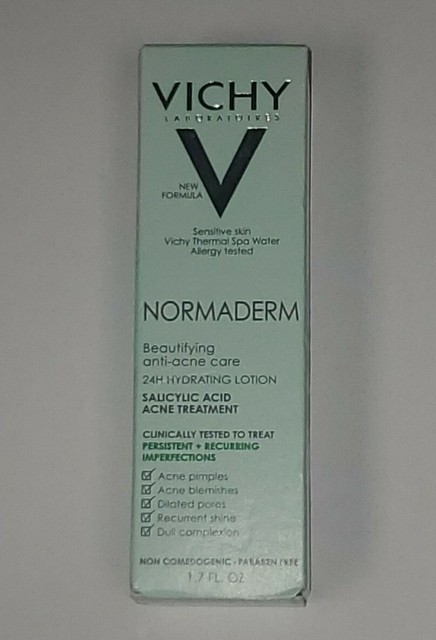 VICHY
LABORATOIRES
V
NEW
FORMULA
Sensitive skin
Vichy Thermal Spa Water
Allergy tested
NORMADERM
Beautifying
anti-acne care
24H HYDRATING LOTION
SALICYLIC ACID
ACNE TREATMENT
CLINICALLY TESTED TO TREAT
PERSISTENT + RECURRING
IMPERFECTIONS
Acne pimples
Acne blemishes
Dilated pores
Recurrent shine
Dull complexion
NON COMEDOGENIC - PARABEN FREE
1.7 FL. OZ